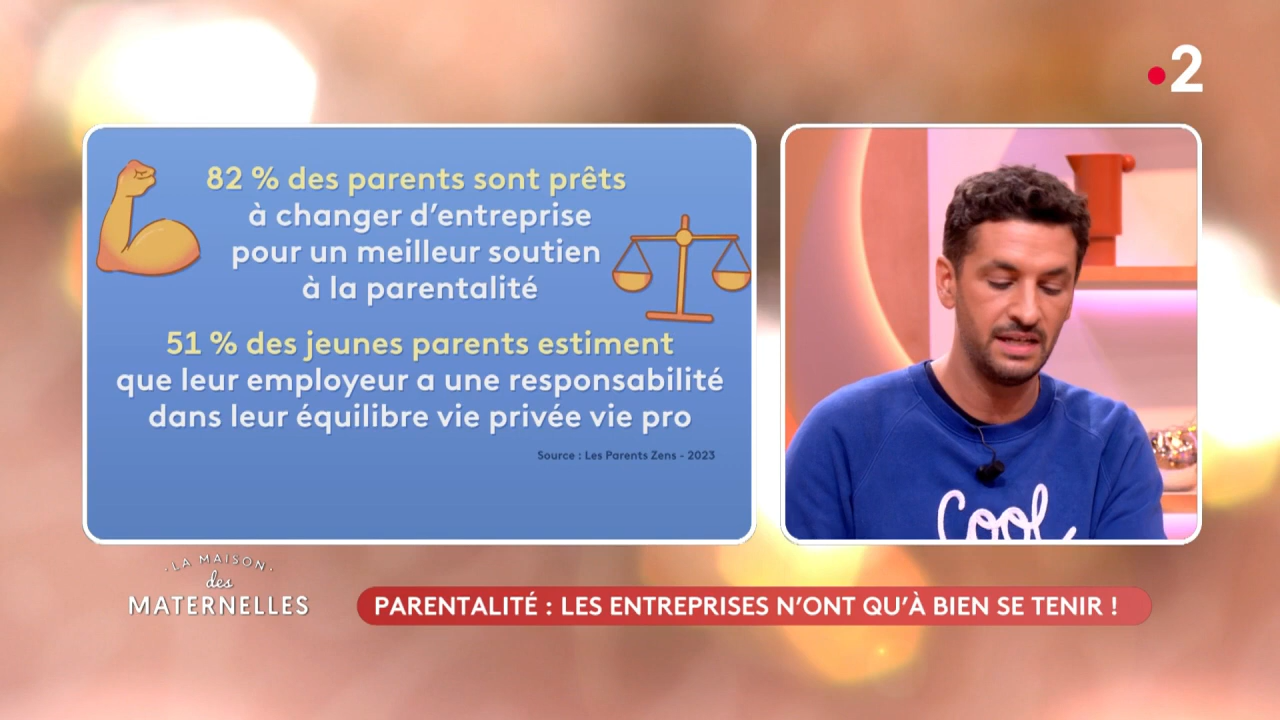 2
82 % des parents sont prêts
à changer d'entreprise
pour un meilleur soutien
à la parentalité
51 % des jeunes parents estiment
que leur employeur a une responsabilité
dans leur équilibre vie privée vie pro
Source : Les Parents Zens - 2023
Cool
· LA MAISON ·
des
MATERNELLES
PARENTALITÉ : LES ENTREPRISES N'ONT QU'À BIEN SE TENIR !